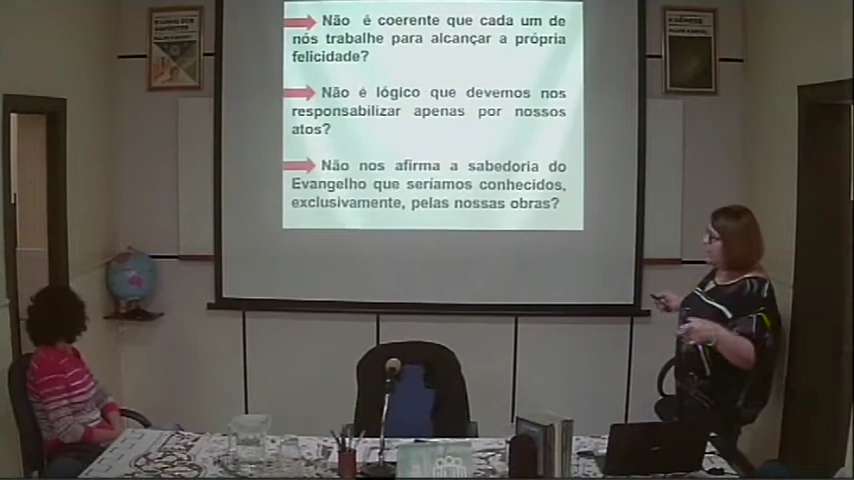 Não é coerente que cada um de
nós trabalhe para alcançar a própria
felicidade?
Não é lógico que devemos nos
responsabilizar apenas por nossos
atos?
Não nos afirma a sabedoria do
Evangelho que seríamos conhecidos,
exclusivamente, pelas nossas obras?